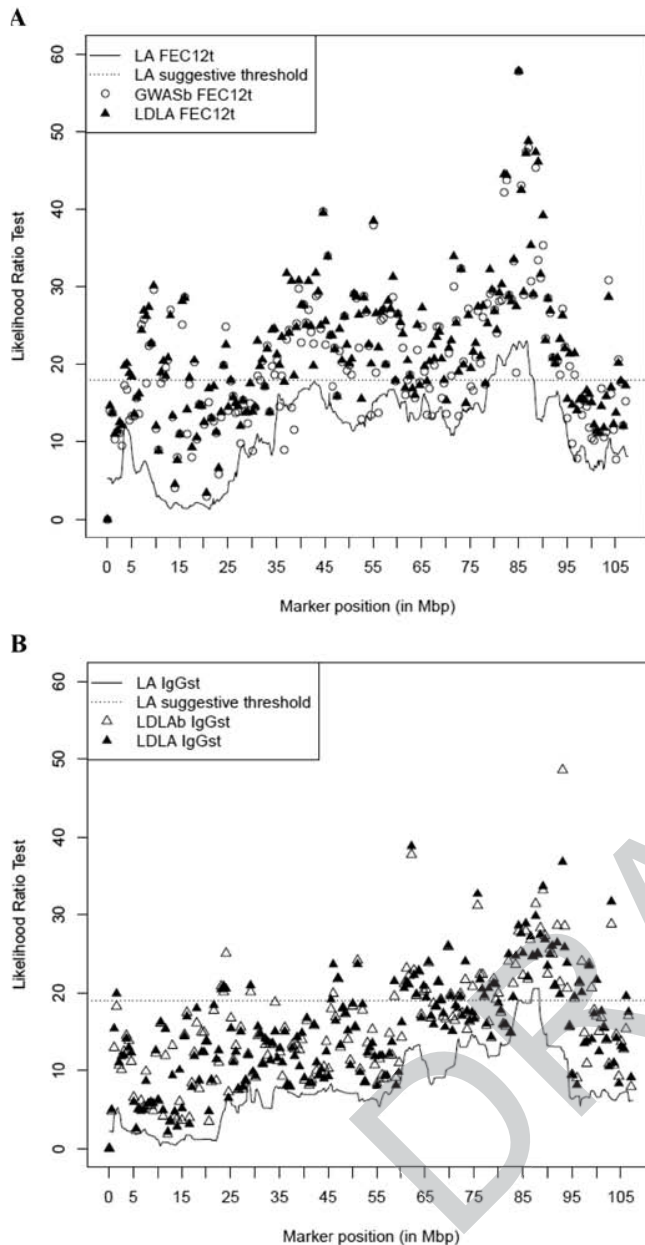 A
LA FEC12t
LA suggestive threshold
GWASb FEC12t
LDLA FEC12t
Likelihood Ratio Test
60
50
40
30
20
10
0
0 5 15 25 35 45 55 65 75 85 95 105
Marker position (in Mbp)
B
LA IgGst
LA suggestive threshold
LDLAb IgGst
LDLA IgGst
Likelihood Ratio Test
60
50
40
30
20
10
0
0 5 15 25 35 45 55 65 75 85 95 105
Marker position (in Mbp)